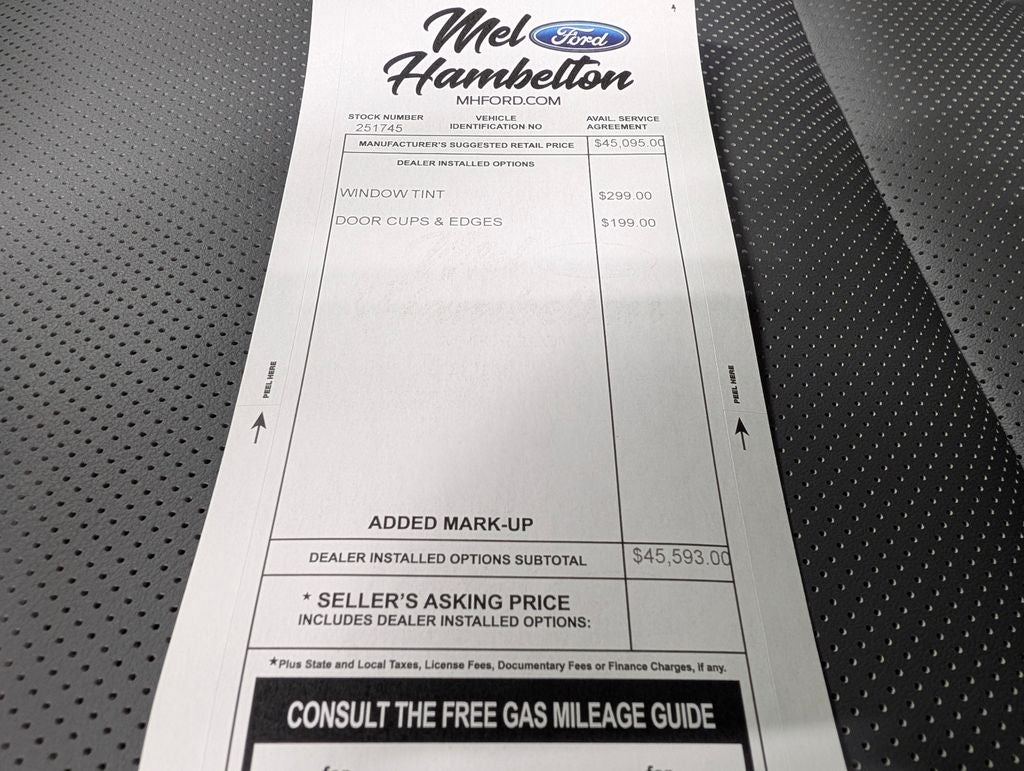 Mel Ford
Hambelton
MHFORD.COM
STOCK NUMBER VEHICLE AVAIL. SERVICE
251745 IDENTIFICATION NO AGREEMENT
MANUFACTURER'S SUGGESTED RETAIL PRICE $45,095.00
DEALER INSTALLED OPTIONS
WINDOW TINT $299.00
DOOR CUPS & EDGES $199.00
PEEL HERE PEEL HERE
ADDED MARK-UP
DEALER INSTALLED OPTIONS SUBTOTAL $45,593.00
* SELLER'S ASKING PRICE
INCLUDES DEALER INSTALLED OPTIONS:
*Plus State and Local Taxes, License Fees, Documentary Fees or Finance Charges, if any.
CONSULT THE FREE GAS MILEAGE GUIDE